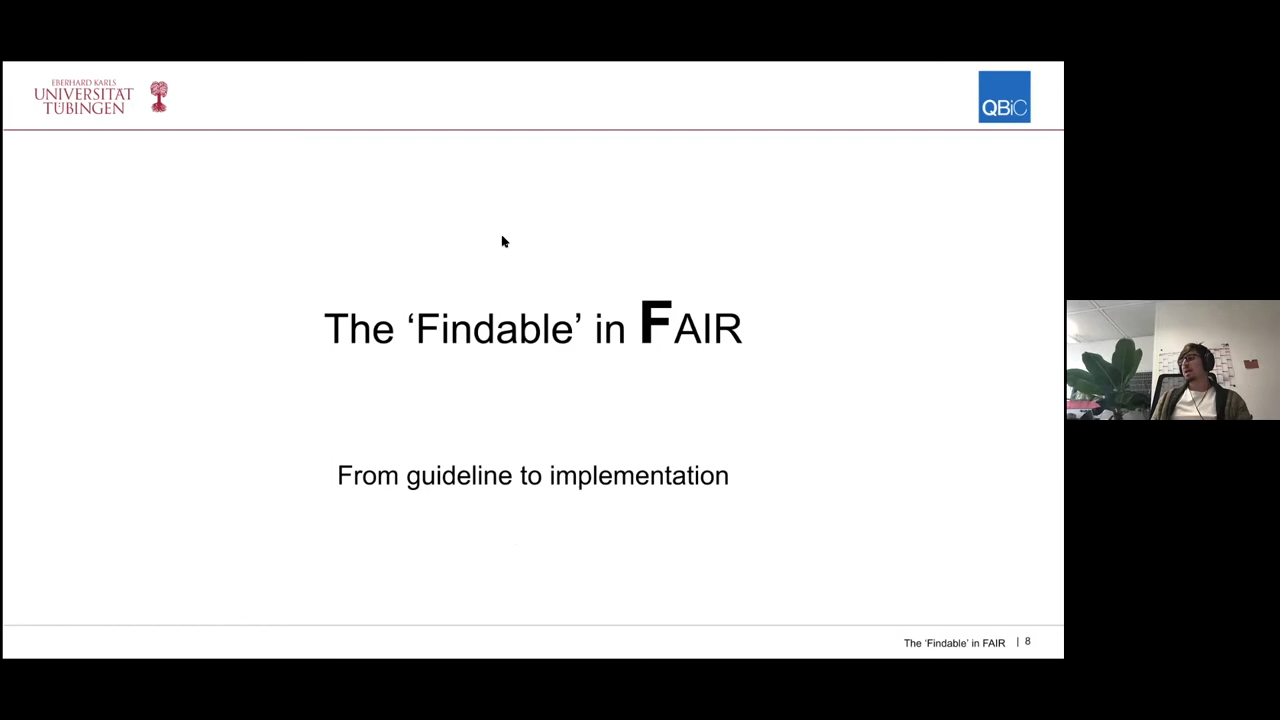 EBERHARD KARLS
UNIVERSITÄT
TÜBINGEN
QBiC
The ‘Findable’ in FAIR
From guideline to implementation
The ‘Findable’ in FAIR | 8